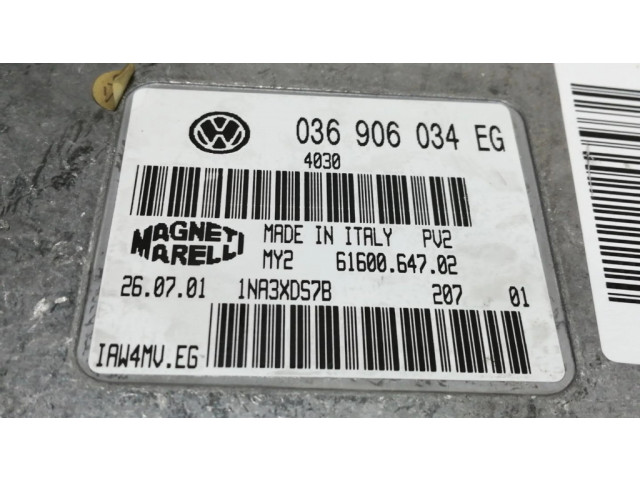 036 906 034 EG
4030
MAGNETI MARELLI
MADE IN ITALY PV2
MY2 61600.647.02
26.07.01 1NA3XDS7B 207 01
IAW4MV.EG